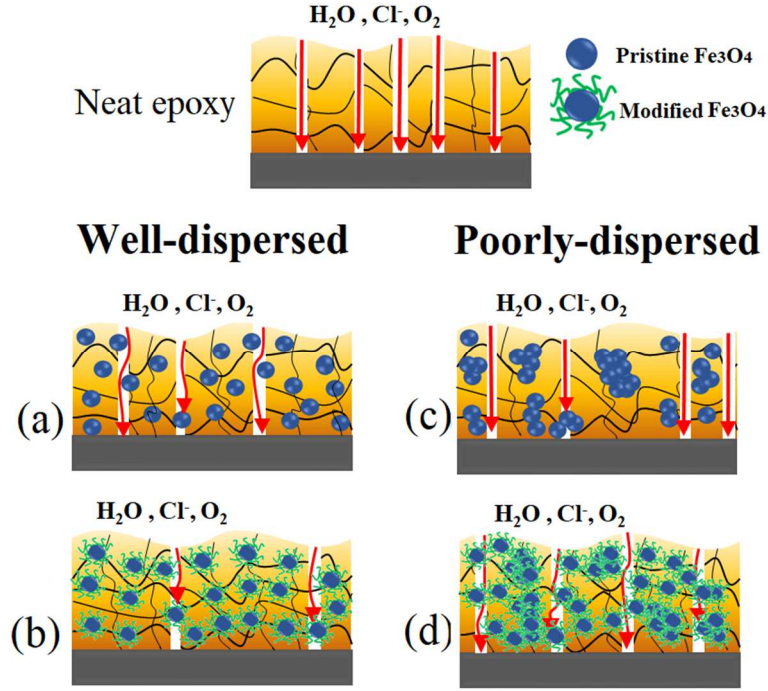 H₂O , Cl⁻, O₂
Neat epoxy
Pristine Fe₃O₄
Modified Fe₃O₄
Well-dispersed
Poorly-dispersed
H₂O , Cl⁻, O₂
H₂O , Cl⁻, O₂
(a)
(c)
H₂O , Cl⁻, O₂
H₂O , Cl⁻, O₂
(b)
(d)